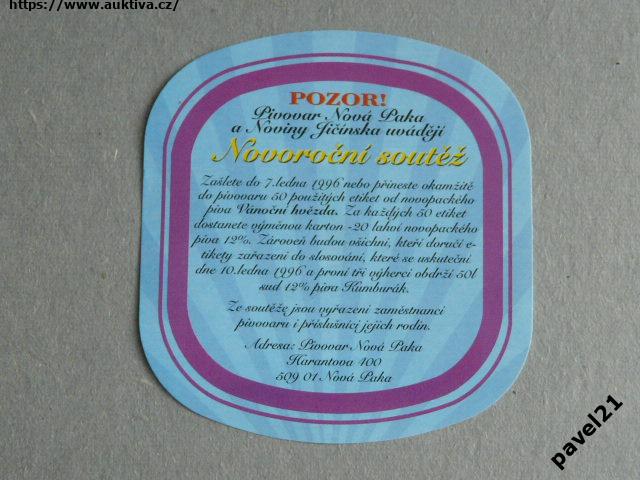 https://www.auktiva.cz/
POZOR!
Pivovar Nová Paka
a Noviny Jičínska uvádějí
Novoroční soutěž
Zašlete do 7.ledna 1996 nebo přineste okamžitě
do pivovaru 50 použitých etiket od novopackého
piva Vánoční hvězda. Za každých 50 etiket
dostanete výměnou karton -20 lahví novopackého
piva 12%. Zároveň budou všichni, kteří doručí e-
tikety zařazeni do slosování, které se uskuteční
dne 10.ledna 1996 a první tři výherci obdrží 50l
sud 12% piva Kumburák.
Ze soutěže jsou vyřazeni zaměstnanci
pivovaru i příslušníci jejich rodin.
Adresa: Pivovar Nová Paka
Harantova 400
509 01 Nová Paka
pavel21